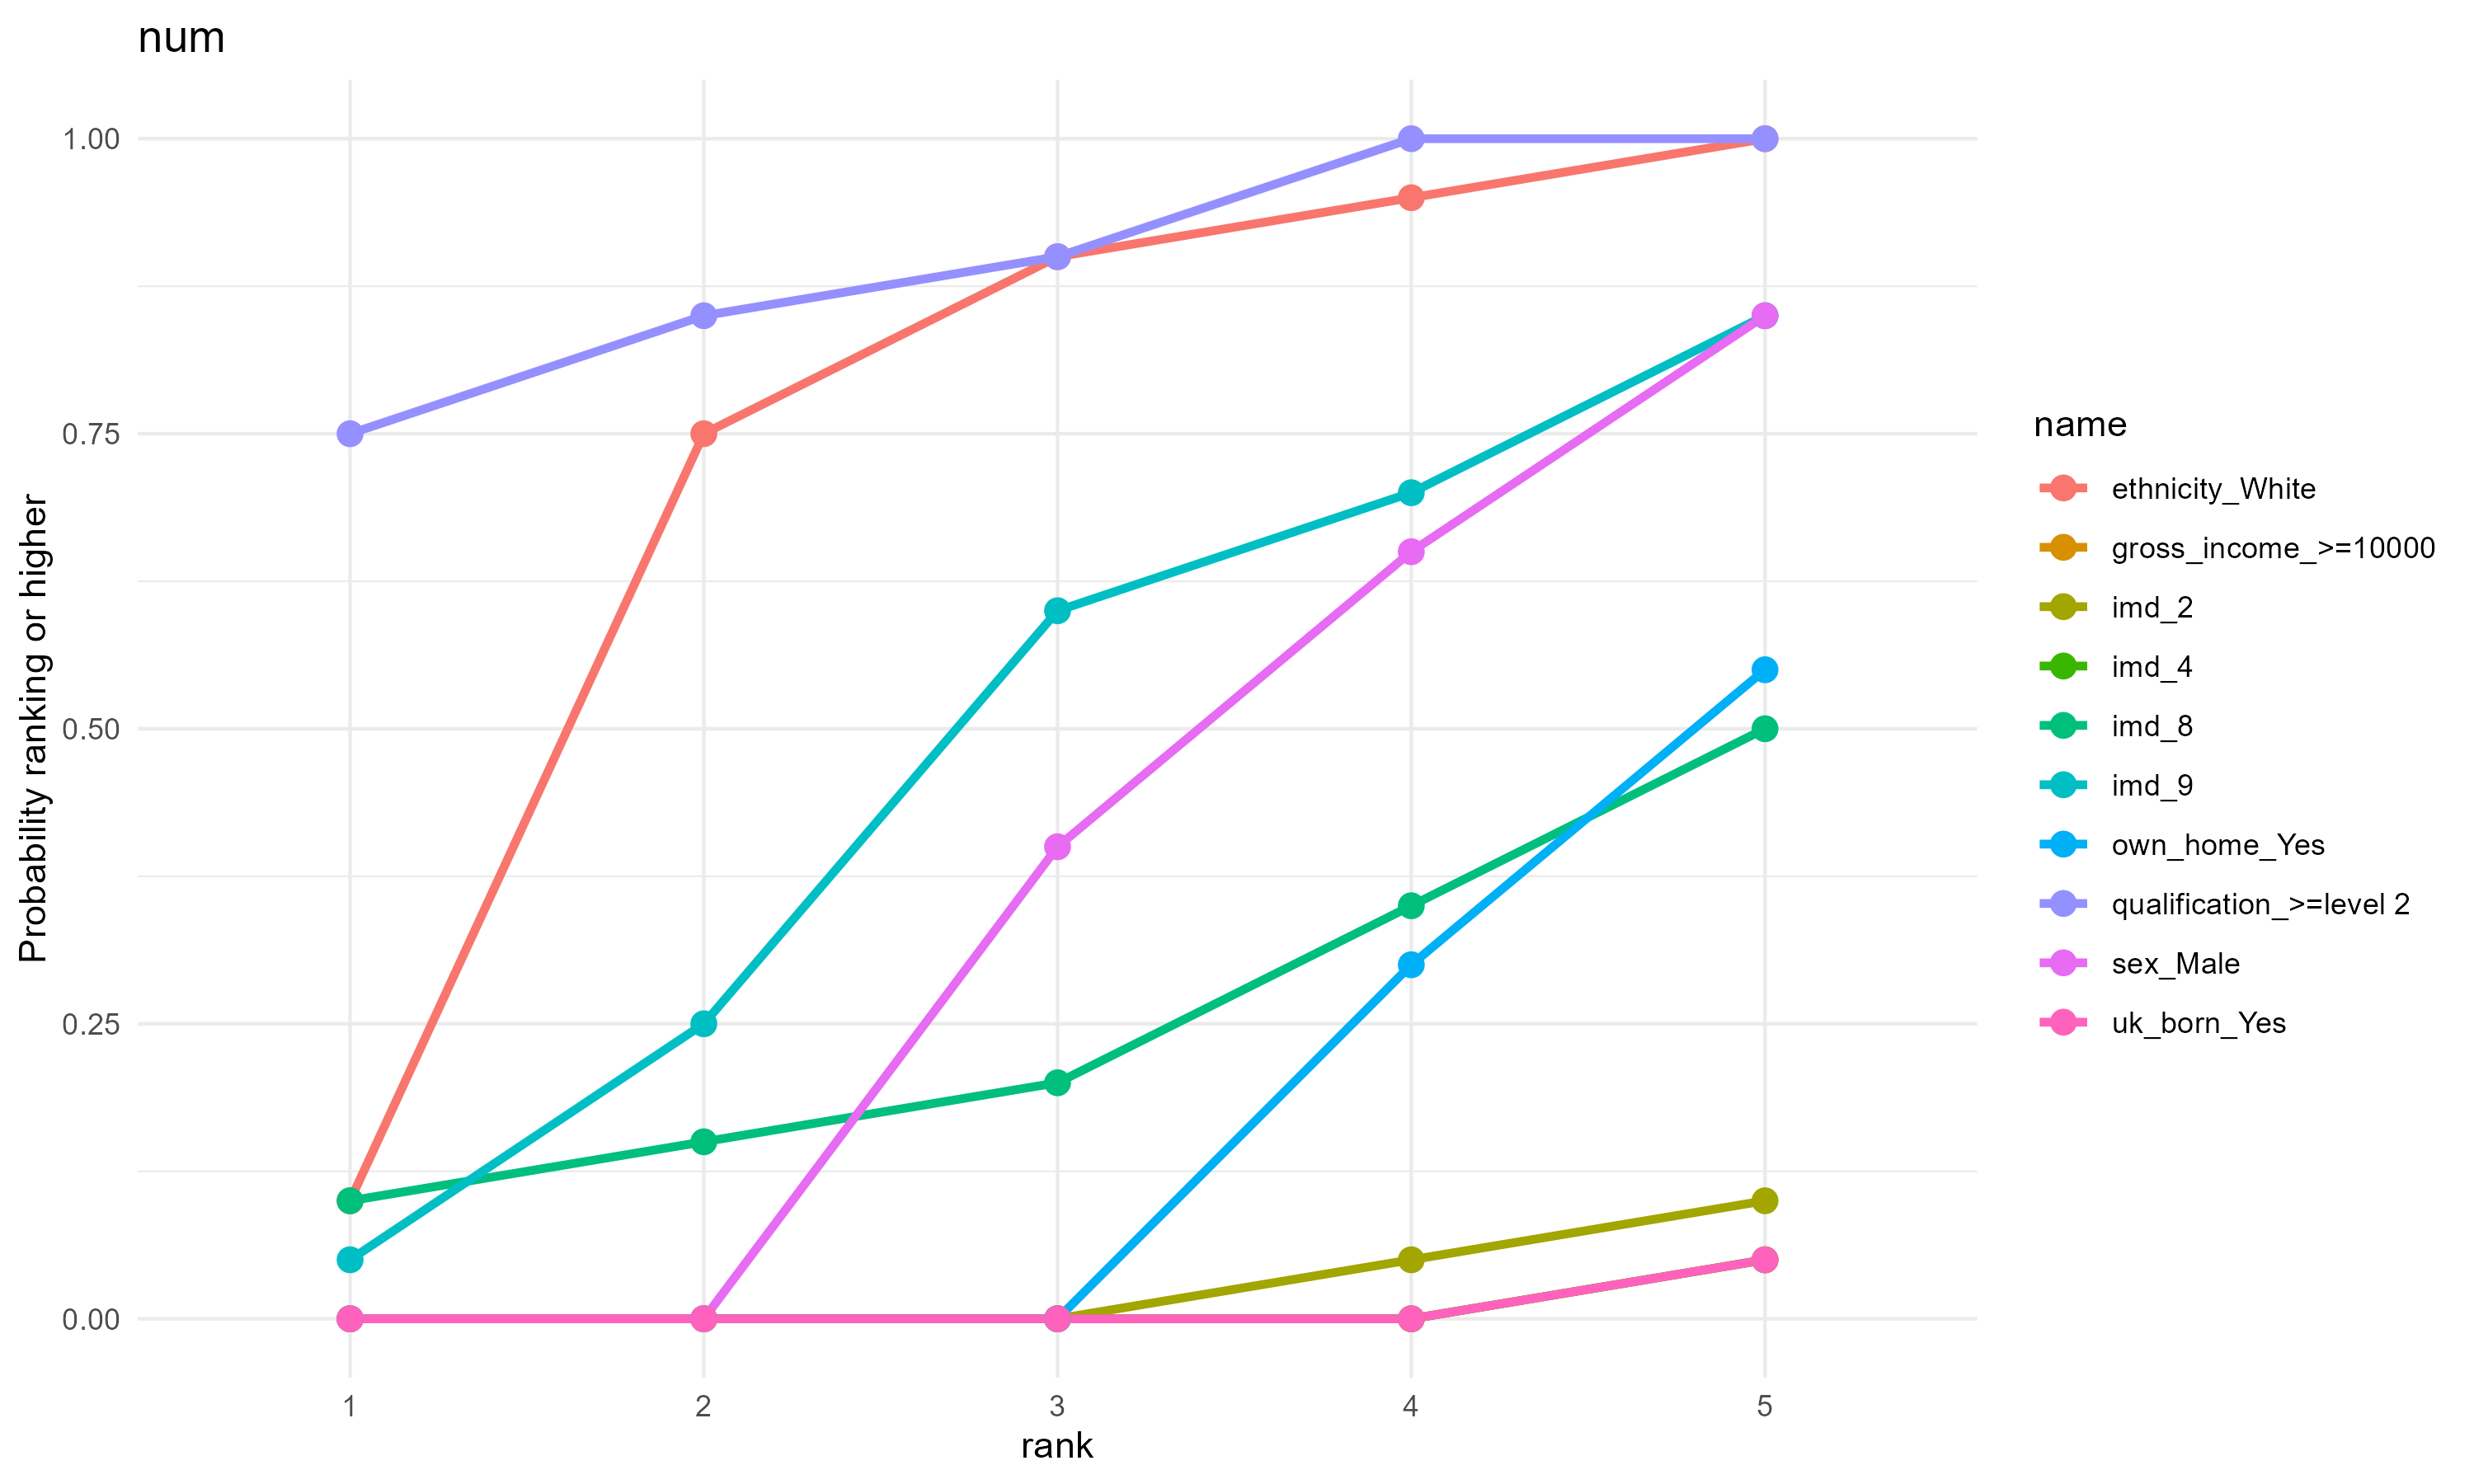 num
Probability ranking or higher
1.00
0.75
0.50
0.25
0.00
1
2
3
4
5
rank
name
ethnicity_White
gross_income_>=10000
imd_2
imd_4
imd_8
imd_9
own_home_Yes
qualification_>=level 2
sex_Male
uk_born_Yes